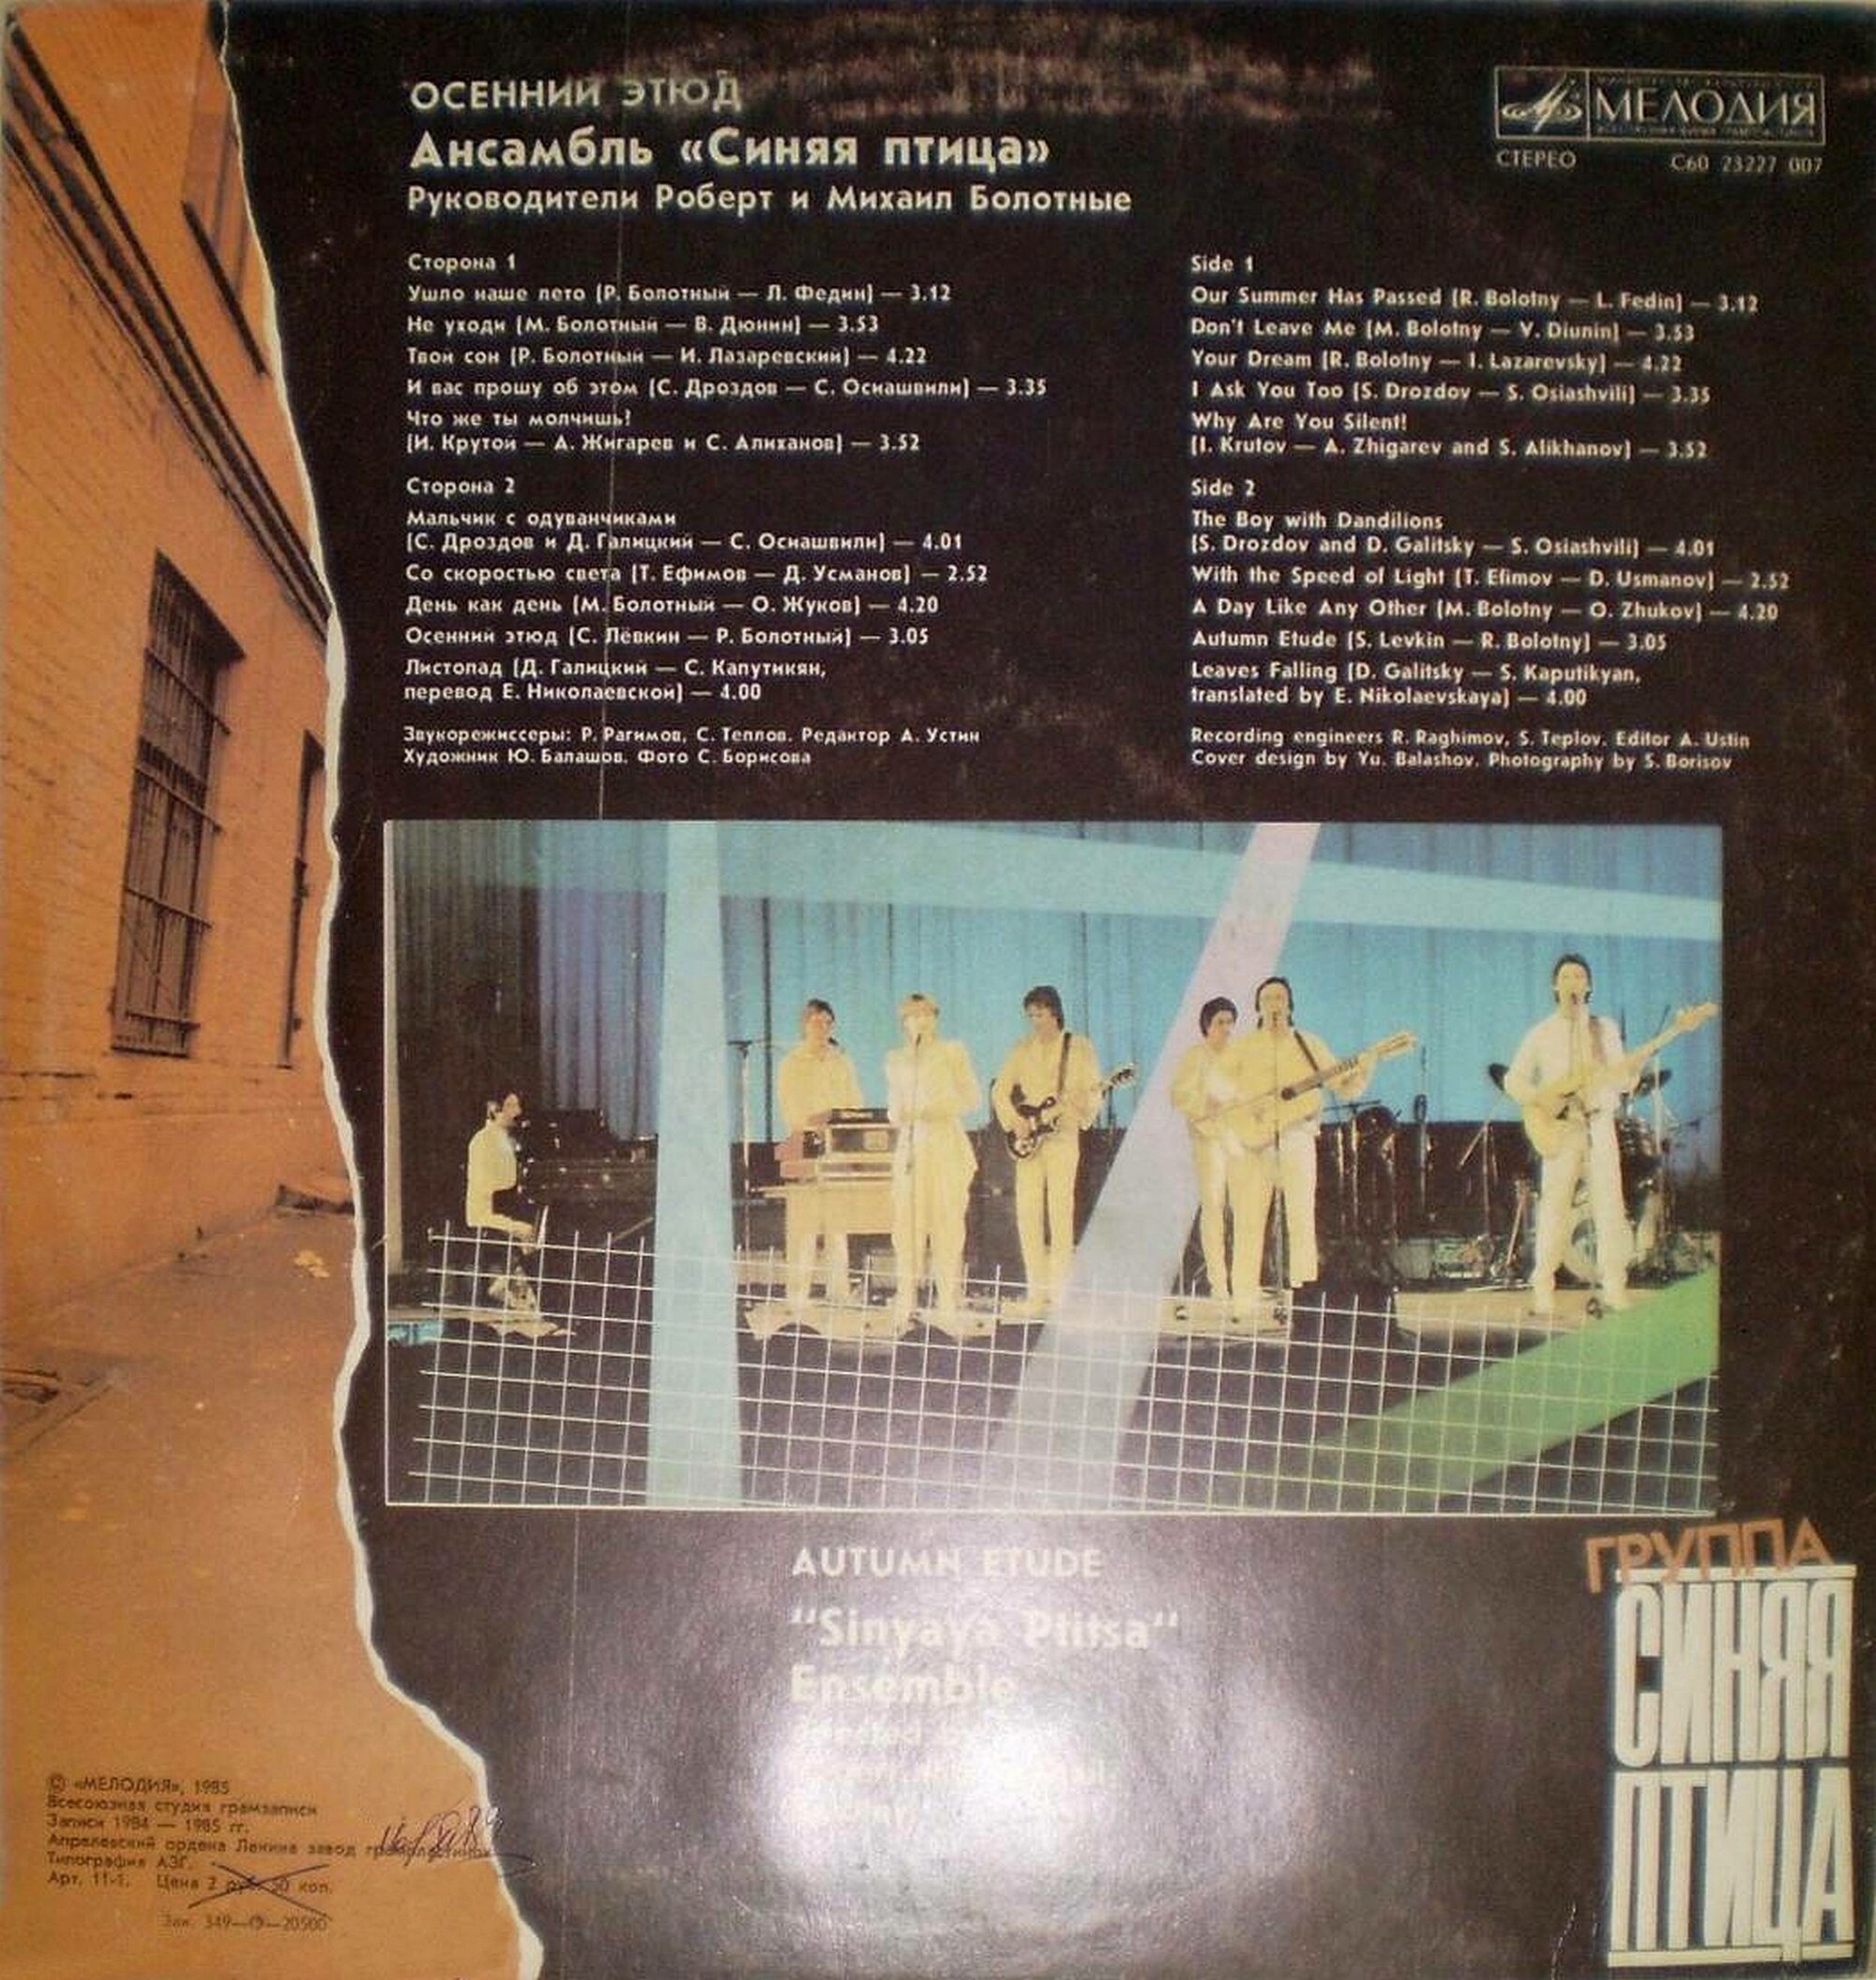 ОСЕННИЙ ЭТЮД
Ансамбль «Синяя птица»
Руководители Роберт и Михаил Болотные
МЕЛОДИЯ
СТЕРЕО
С60 23227 007
Сторона 1
Ушло наше лето (Р. Болотный — Л. Федин) — 3.12
Не уходи (М. Болотный — В. Дюнин) — 3.53
Твой сон (Р. Болотный — И. Лазаревский) — 4.22
И вас прошу об этом (С. Дроздов — С. Осиашвили) — 3.35
Что же ты молчишь!
(И. Крутой — А. Жигарев и С. Алиханов) — 3.52
Сторона 2
Мальчик с одуванчиками
(С. Дроздов и Д. Галицкий — С. Осиашвили) — 4.01
Со скоростью света (Т. Ефимов — Д. Усманов) — 2.52
День как день (М. Болотный — О. Жуков) — 4.20
Осенний этюд (С. Лёвкин — Р. Болотный) — 3.05
Листопад (Д. Галицкий — С. Капутикян,
перевод Е. Николаевской) — 4.00
Звукорежиссеры: Р. Рагимов, С. Теплов. Редактор А. Устин
Художник Ю. Балашов. Фото С. Борисова
Side 1
Our Summer Has Passed (R. Bolotny — L. Fedin) — 3.12
Don't Leave Me (M. Bolotny — V. Diunin) — 3.53
Your Dream (R. Bolotny — I. Lazarevsky) — 4.22
I Ask You Too (S. Drozdov — S. Osiashvili) — 3.35
Why Are You Silent!
(I. Krutov — A. Zhigarev and S. Alikhanov) — 3.52
Side 2
The Boy with Dandilions
(S. Drozdov and D. Galitsky — S. Osiashvili) — 4.01
With the Speed of Light (T. Efimov — D. Usmanov) — 2.52
A Day Like Any Other (M. Bolotny — O. Zhukov) — 4.20
Autumn Etude (S. Levkin — R. Bolotny) — 3.05
Leaves Falling (D. Galitsky — S. Kaputikyan,
translated by E. Nikolaevskaya) — 4.00
Recording engineers R. Raghimov, S. Teplov. Editor A. Ustin
Cover design by Yu. Balashov. Photography by S. Borisov
AUTUMN ETUDE
“Sinyaya Ptitsa“
Ensemble
ГРУППА
СИНЯЯ
ПТИЦА
© «МЕЛОДИЯ», 1985
Всесоюзная студия грамзаписи
Записи 1984 — 1985 гг.
Апрелевский ордена Ленина завод грампластинок
Типография АЗГ.
Арт. 11-1. Цена 2 руб. 50 коп.
Зак. 349—О—20500